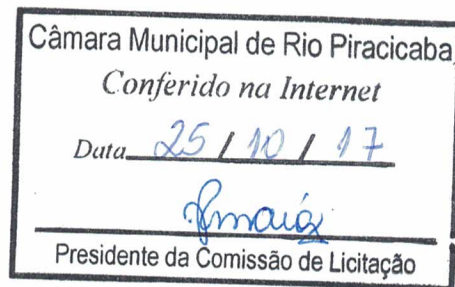 Câmara Municipal de Rio Piracicaba
Conferido na Internet
Data 25 / 10 / 17
Presidente da Comissão de Licitação